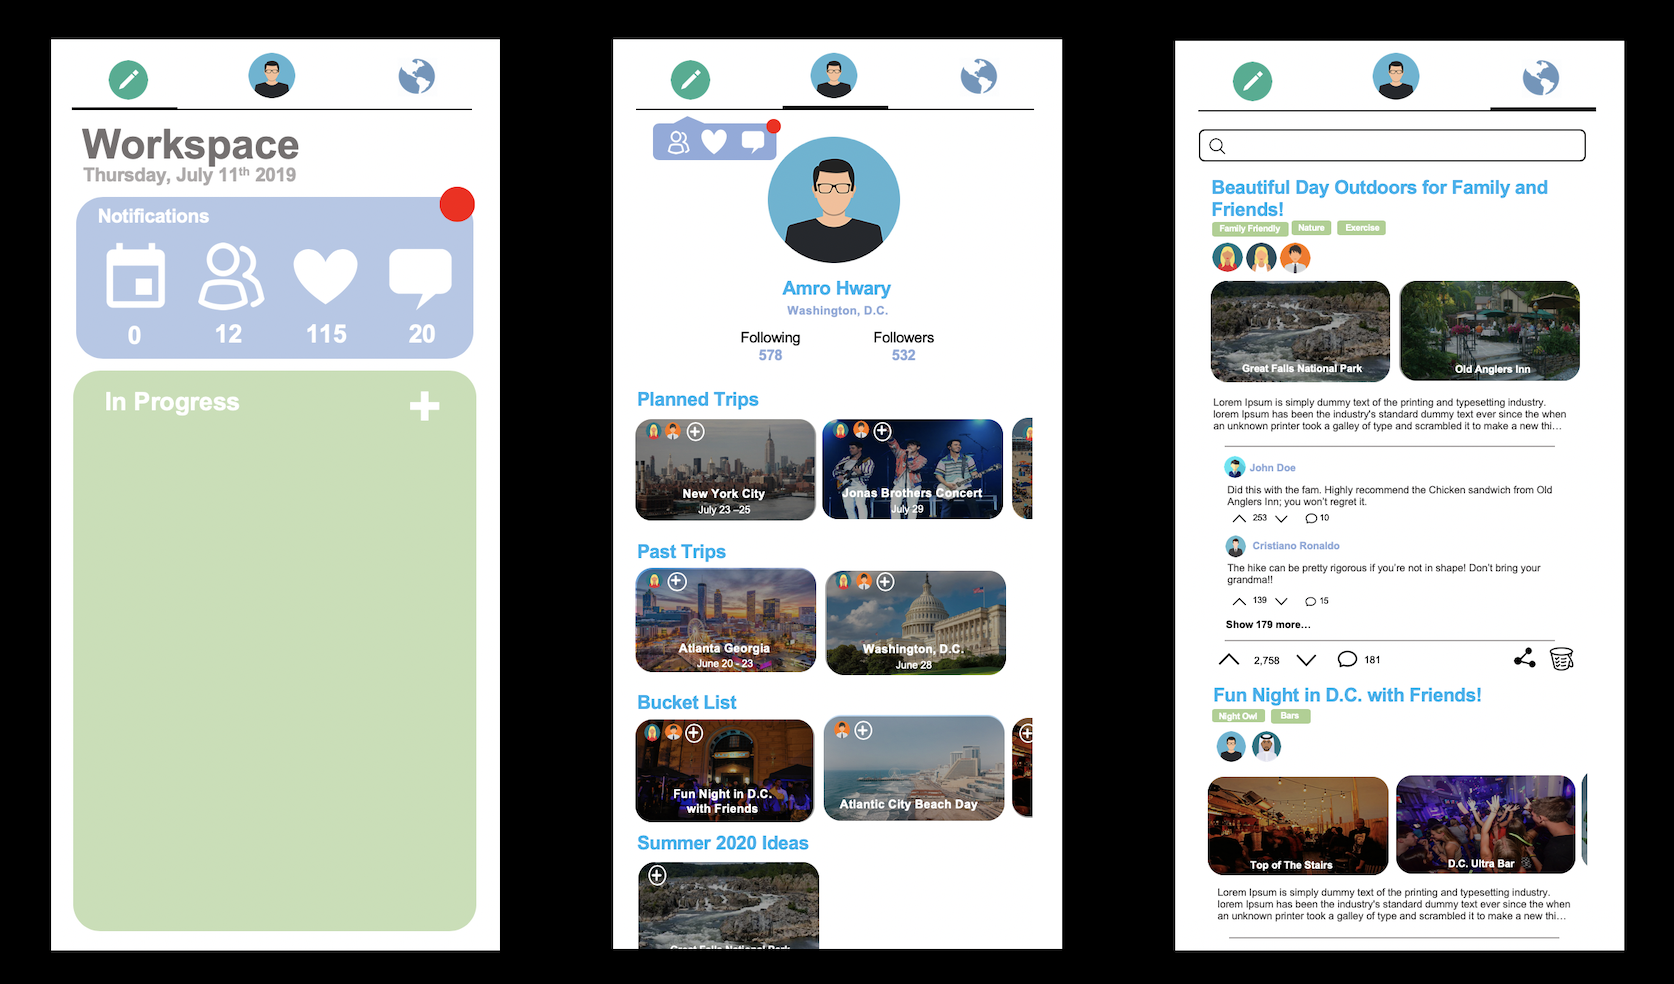 Workspace
Thursday, July 11th 2019
Notifications
0 12 115 20
In Progress
Amro Hwary
Washington, D.C.
Following Followers
578 532
Planned Trips
New York City
July 23 –25
Jonas Brothers Concert
July 29
Past Trips
Atlanta Georgia
June 20 - 23
Washington, D.C.
June 28
Bucket List
Fun Night in D.C.
with Friends
Atlantic City Beach Day
Summer 2020 Ideas
Great Falls National Park
Beautiful Day Outdoors for Family and
Friends!
Family Friendly Nature Exercise
Great Falls National Park
Old Anglers Inn
Lorem Ipsum is simply dummy text of the printing and typesetting industry.
lorem Ipsum has been the industry's standard dummy text ever since the when
an unknown printer took a galley of type and scrambled it to make a new thi...
John Doe
Did this with the fam. Highly recommend the Chicken sandwich from Old
Anglers Inn; you won't regret it.
253 10
Cristiano Ronaldo
The hike can be pretty rigorous if you're not in shape! Don't bring your
grandma!!
139 15
Show 179 more...
2,758 181
Fun Night in D.C. with Friends!
Night Owl Bars
Top of The Stairs
D.C. Ultra Bar
Lorem Ipsum is simply dummy text of the printing and typesetting industry.
lorem Ipsum has been the industry's standard dummy text ever since the when
an unknown printer took a galley of type and scrambled it to make a new thi...